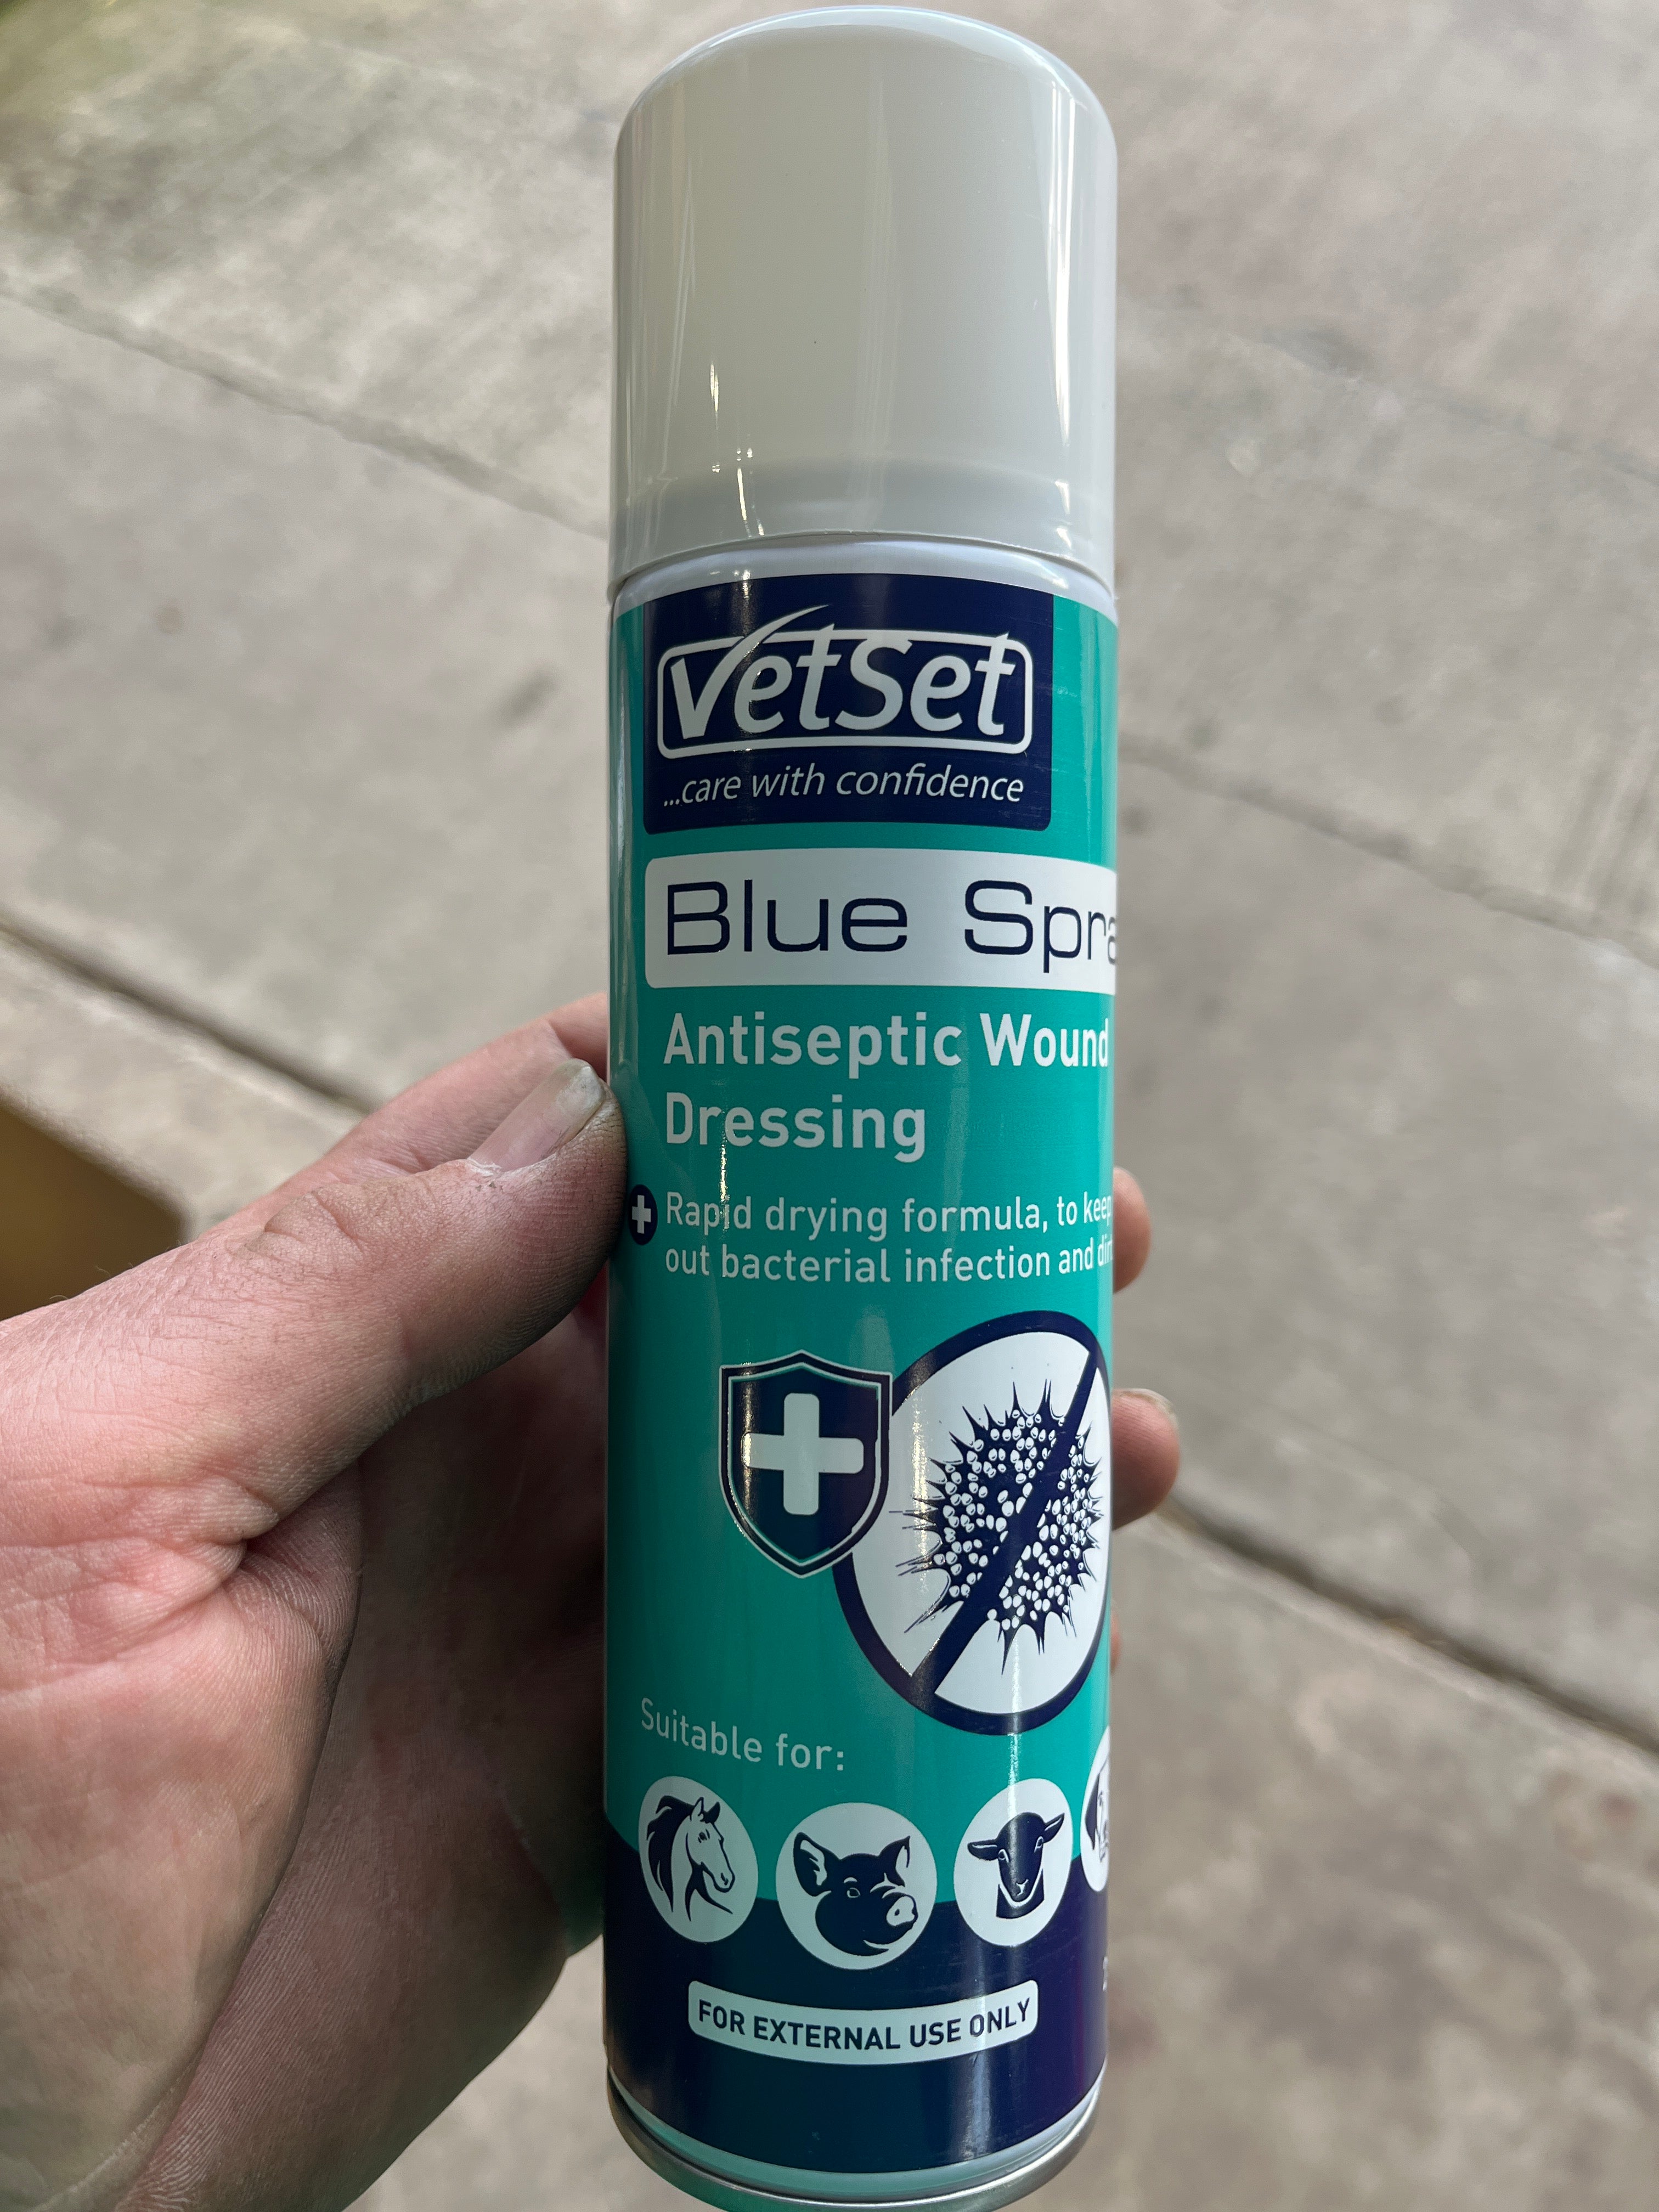 VetSet
...care with confidence
Blue Spra
Antiseptic Wound
Dressing
Rapid drying formula, to keep
out bacterial infection and dirt
Suitable for:
FOR EXTERNAL USE ONLY